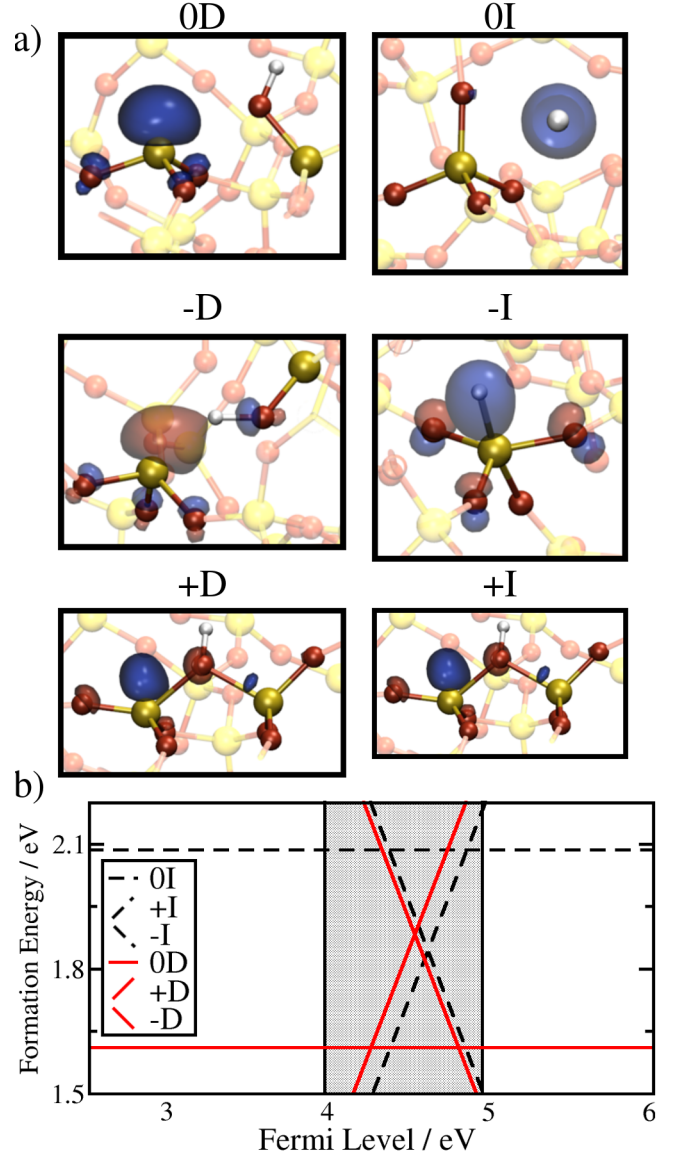 a)
0D
0I
-D
-I
+D
+I
b)
Formation Energy / eV
2.1
1.8
1.5
0I
+I
-I
0D
+D
-D
3
4
5
6
Fermi Level / eV